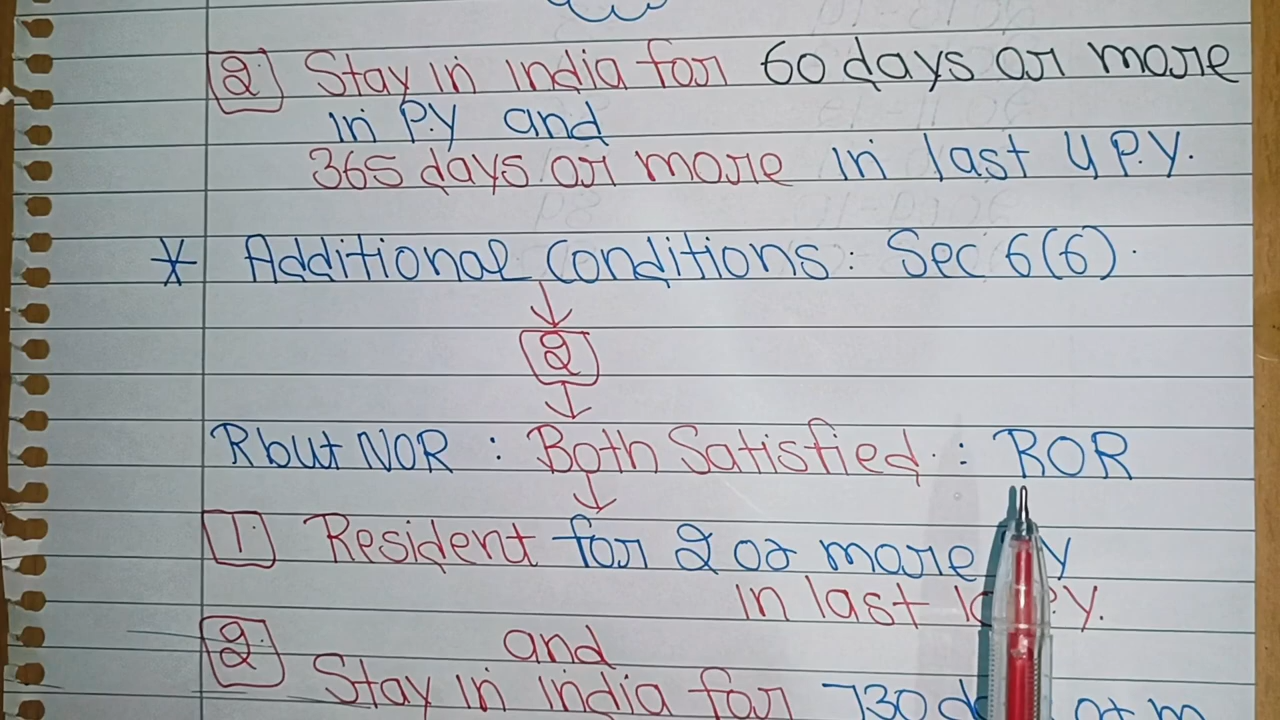 2 Stay in india for 60 days or more
in P.Y and
365 days or more in last 4 P.Y.
* Additional Conditions: Sec 6(6).
2
R but NOR : Both Satisfied : ROR
1 Resident for 2 or more
in last P.Y.
and
2 Stay in india for 730